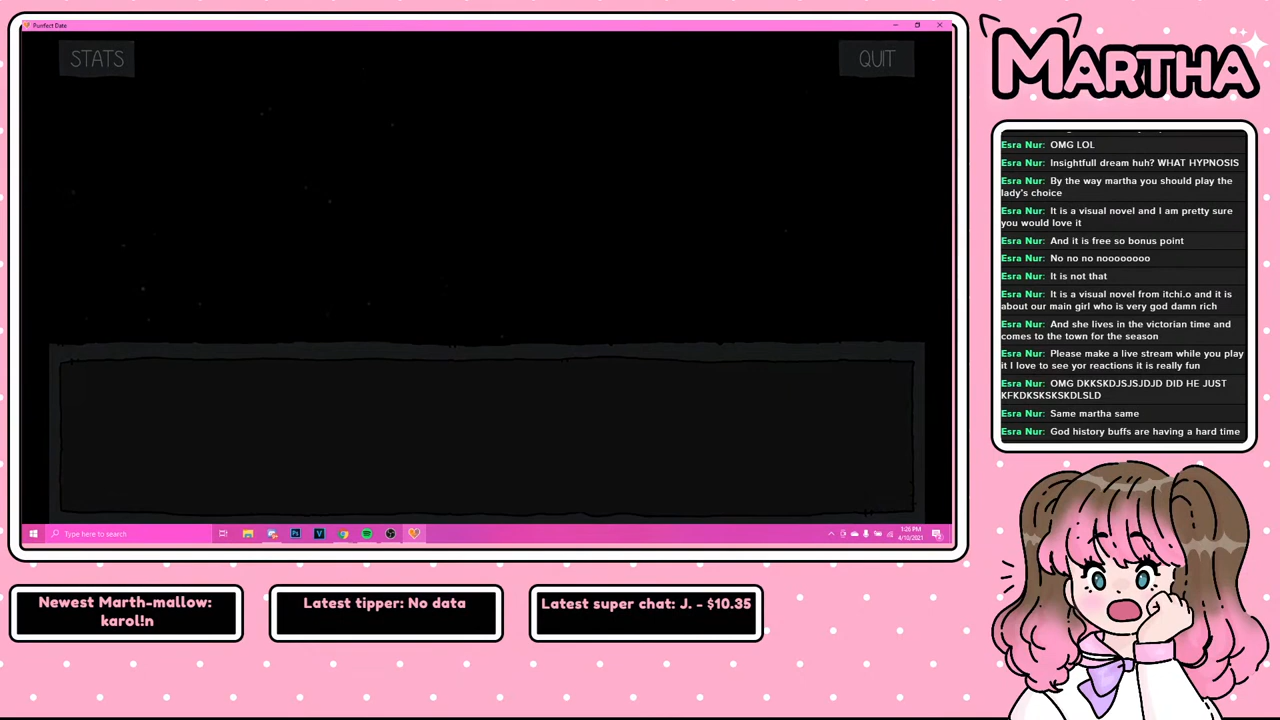 Purrfect Date
STATS
QUIT
MARTHA
Esra Nur: OMG LOL
Esra Nur: Insightfull dream huh? WHAT HYPNOSIS
Esra Nur: By the way martha you should play the
lady's choice
Esra Nur: It is a visual novel and I am pretty sure
you would love it
Esra Nur: And it is free so bonus point
Esra Nur: No no no nooooooo
Esra Nur: It is not that
Esra Nur: It is a visual novel from itchi.o and it is
about our main girl who is very god damn rich
Esra Nur: And she lives in the victorian time and
comes to the town for the season
Esra Nur: Please make a live stream while you play
it I love to see yor reactions it is really fun
Esra Nur: OMG DKKSKDJSJSJDJD DID HE JUST
KFKDKSKSKSKDLSLD
Esra Nur: Same martha same
Esra Nur: God history buffs are having a hard time
Type here to search
1:26 PM
4/10/2021
Newest Marth-mallow:
karol!n
Latest tipper: No data
Latest super chat: J. - $10.35